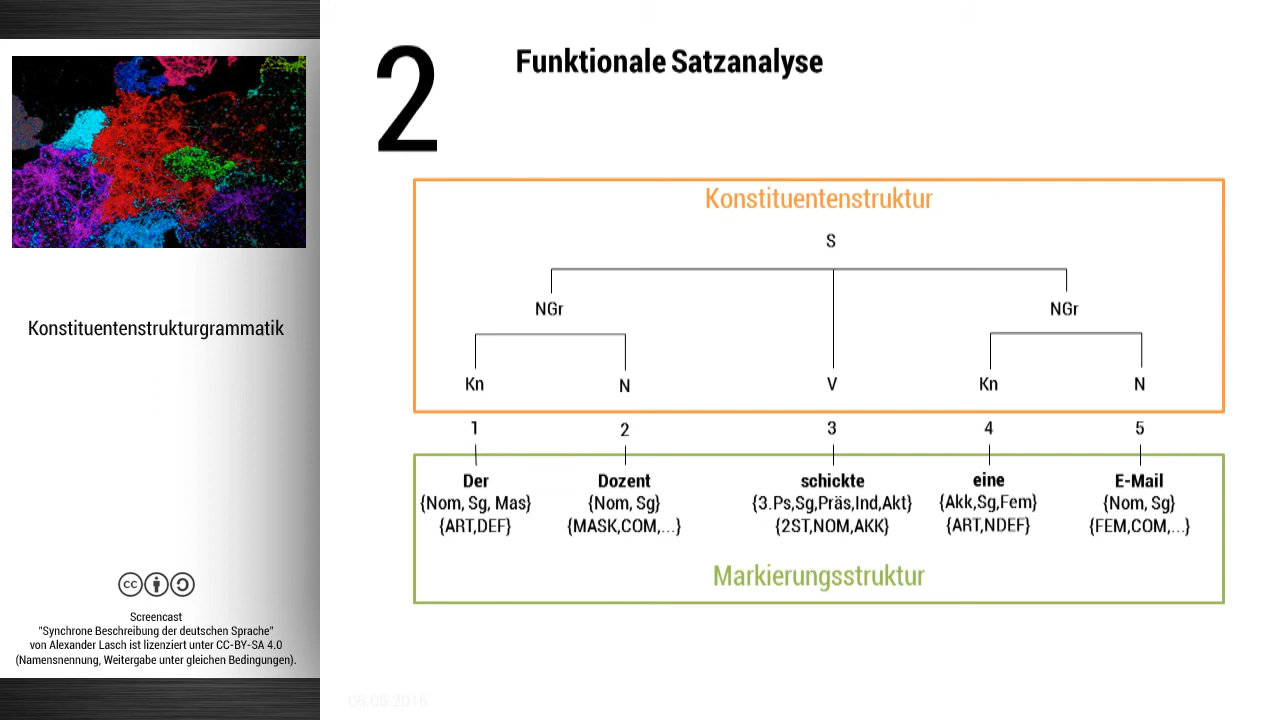 2
Funktionale Satzanalyse
Konstituentenstruktur
S
NGr NGr
Kn N V Kn N
1 2 3 4 5
Der Dozent schickte eine E-Mail
{Nom, Sg, Mas} {Nom, Sg} {3.Ps,Sg,Präs,Ind,Akt} {Akk,Sg,Fem} {Nom, Sg}
{ART,DEF} {MASK,COM,...} {2ST,NOM,AKK} {ART,NDEF} {FEM,COM,...}
Markierungsstruktur
Konstituentenstrukturgrammatik
cc
Screencast
"Synchrone Beschreibung der deutschen Sprache"
von Alexander Lasch ist lizenziert unter CC-BY-SA 4.0
(Namensnennung, Weitergabe unter gleichen Bedingungen).